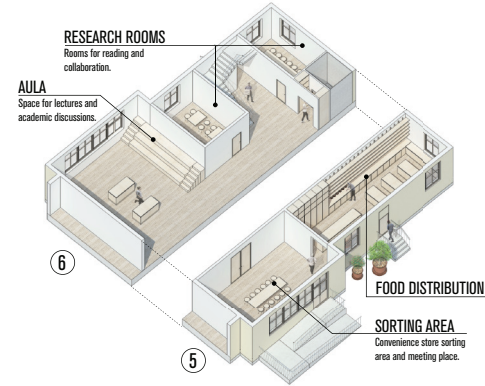 RESEARCH ROOMS
Rooms for reading and
collaboration.
AULA
Space for lectures and
academic discussions.
6
FOOD DISTRIBUTION
SORTING AREA
Convenience store sorting
area and meeting place.
5